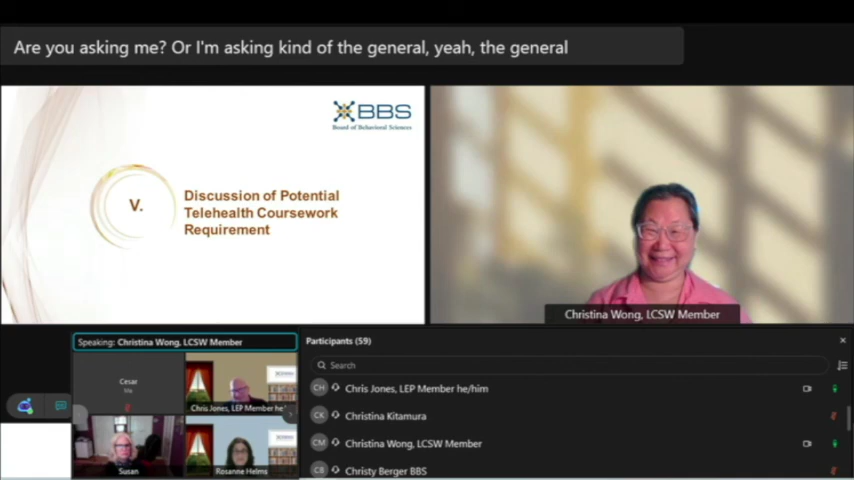 Are you asking me? Or I'm asking kind of the general, yeah, the general
BBS
Board of Behavioral Sciences
V.
Discussion of Potential
Telehealth Coursework
Requirement
Christina Wong, LCSW Member
Speaking: Christina Wong, LCSW Member
Cesar
Me
Chris Jones, LEP Member he/
Susan
Rosanne Helms
Participants (59)
Search
CH
Chris Jones, LEP Member he/him
CK
Christina Kitamura
CM
Christina Wong, LCSW Member
CB
Christy Berger BBS